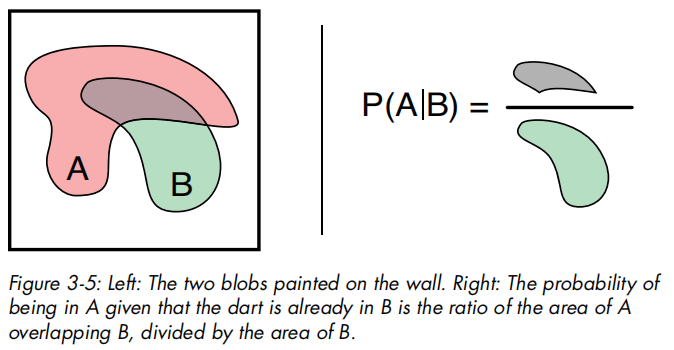 A
B
P(A|B) =
Figure 3-5: Left: The two blobs painted on the wall. Right: The probability of
being in A given that the dart is already in B is the ratio of the area of A
overlapping B, divided by the area of B.